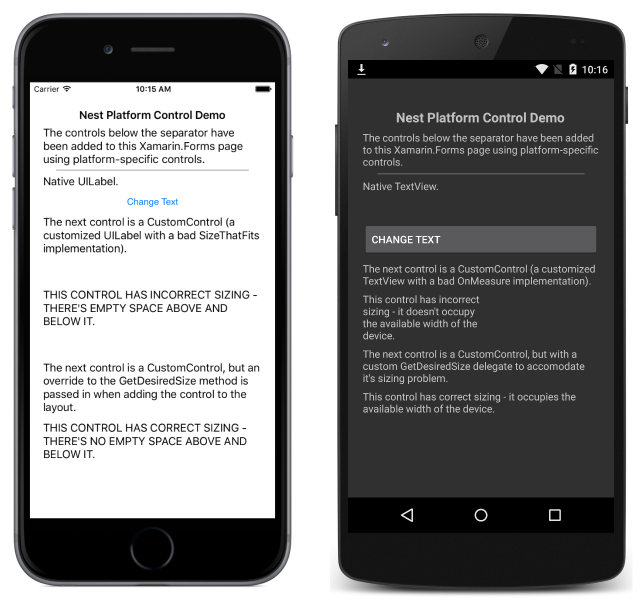 Carrier
10:15 AM
Nest Platform Control Demo
The controls below the separator have
been added to this Xamarin.Forms page
using platform-specific controls.
Native UILabel.
Change Text
The next control is a CustomControl (a
customized UILabel with a bad SizeThatFits
implementation).
THIS CONTROL HAS INCORRECT SIZING -
THERE'S EMPTY SPACE ABOVE AND
BELOW IT.
The next control is a CustomControl, but an
override to the GetDesiredSize method is
passed in when adding the control to the
layout.
THIS CONTROL HAS CORRECT SIZING -
THERE'S NO EMPTY SPACE ABOVE AND
BELOW IT.
10:16
Nest Platform Control Demo
The controls below the separator have been added
to this Xamarin.Forms page using platform-specific
controls.
Native TextView.
CHANGE TEXT
The next control is a CustomControl (a customized
TextView with a bad OnMeasure implementation).
This control has incorrect
sizing - it doesn't occupy
the available width of the
device.
The next control is a CustomControl, but with a
custom GetDesiredSize delegate to accomodate
it's sizing problem.
This control has correct sizing - it occupies the
available width of the device.